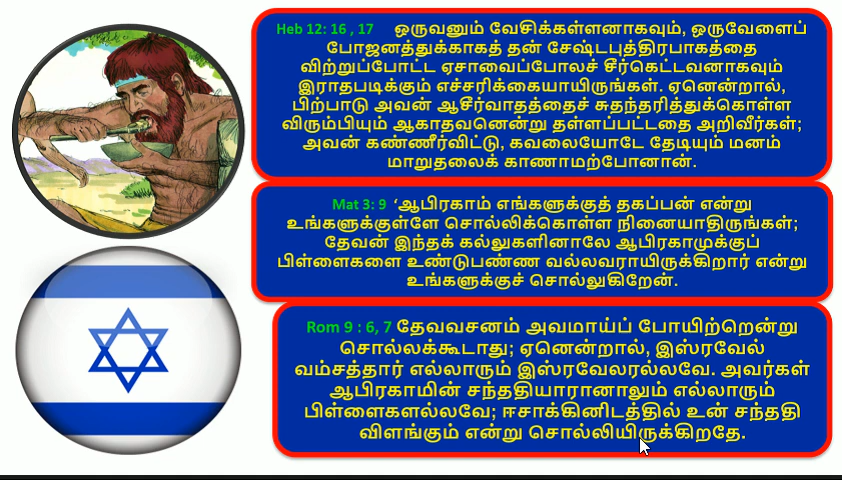 Heb 12: 16 , 17 ஒருவனும் வேசிக்கள்ளனாகவும், ஒருவேளைப்
போஜனத்துக்காகத் தன் சேஷ்டபுத்திரபாகத்தை
விற்றுப்போட்ட ஏசாவைப்போலச் சீர்கெட்டவனாகவும்
இராதபடிக்கும் எச்சரிக்கையாயிருங்கள். ஏனென்றால்,
பிற்பாடு அவன் ஆசீர்வாதத்தைச் சுதந்தரித்துக்கொள்ள
விரும்பியும் ஆகாதவனென்று தள்ளப்பட்டதை அறிவீர்கள்;
அவன் கண்ணீர்விட்டு, கவலையோடே தேடியும் மனம்
மாறுதலைக் காணாமற்போனான்.
Mat 3: 9 ‘ஆபிரகாம் எங்களுக்குத் தகப்பன் என்று
உங்களுக்குள்ளே சொல்லிக்கொள்ள நினையாதிருங்கள்;
தேவன் இந்தக் கல்லுகளினாலே ஆபிரகாமுக்குப்
பிள்ளைகளை உண்டுபண்ண வல்லவராயிருக்கிறார் என்று
உங்களுக்குச் சொல்லுகிறேன்.
Rom 9 : 6, 7 தேவவசனம் அவமாய்ப் போயிற்றென்று
சொல்லக்கூடாது; ஏனென்றால், இஸ்ரவேல்
வம்சத்தார் எல்லாரும் இஸ்ரவேலரல்லவே. அவர்கள்
ஆபிரகாமின் சந்ததியாரானாலும் எல்லாரும்
பிள்ளைகளல்லவே; ஈசாக்கினிடத்தில் உன் சந்ததி
விளங்கும் என்று சொல்லியிருக்கிறதே.